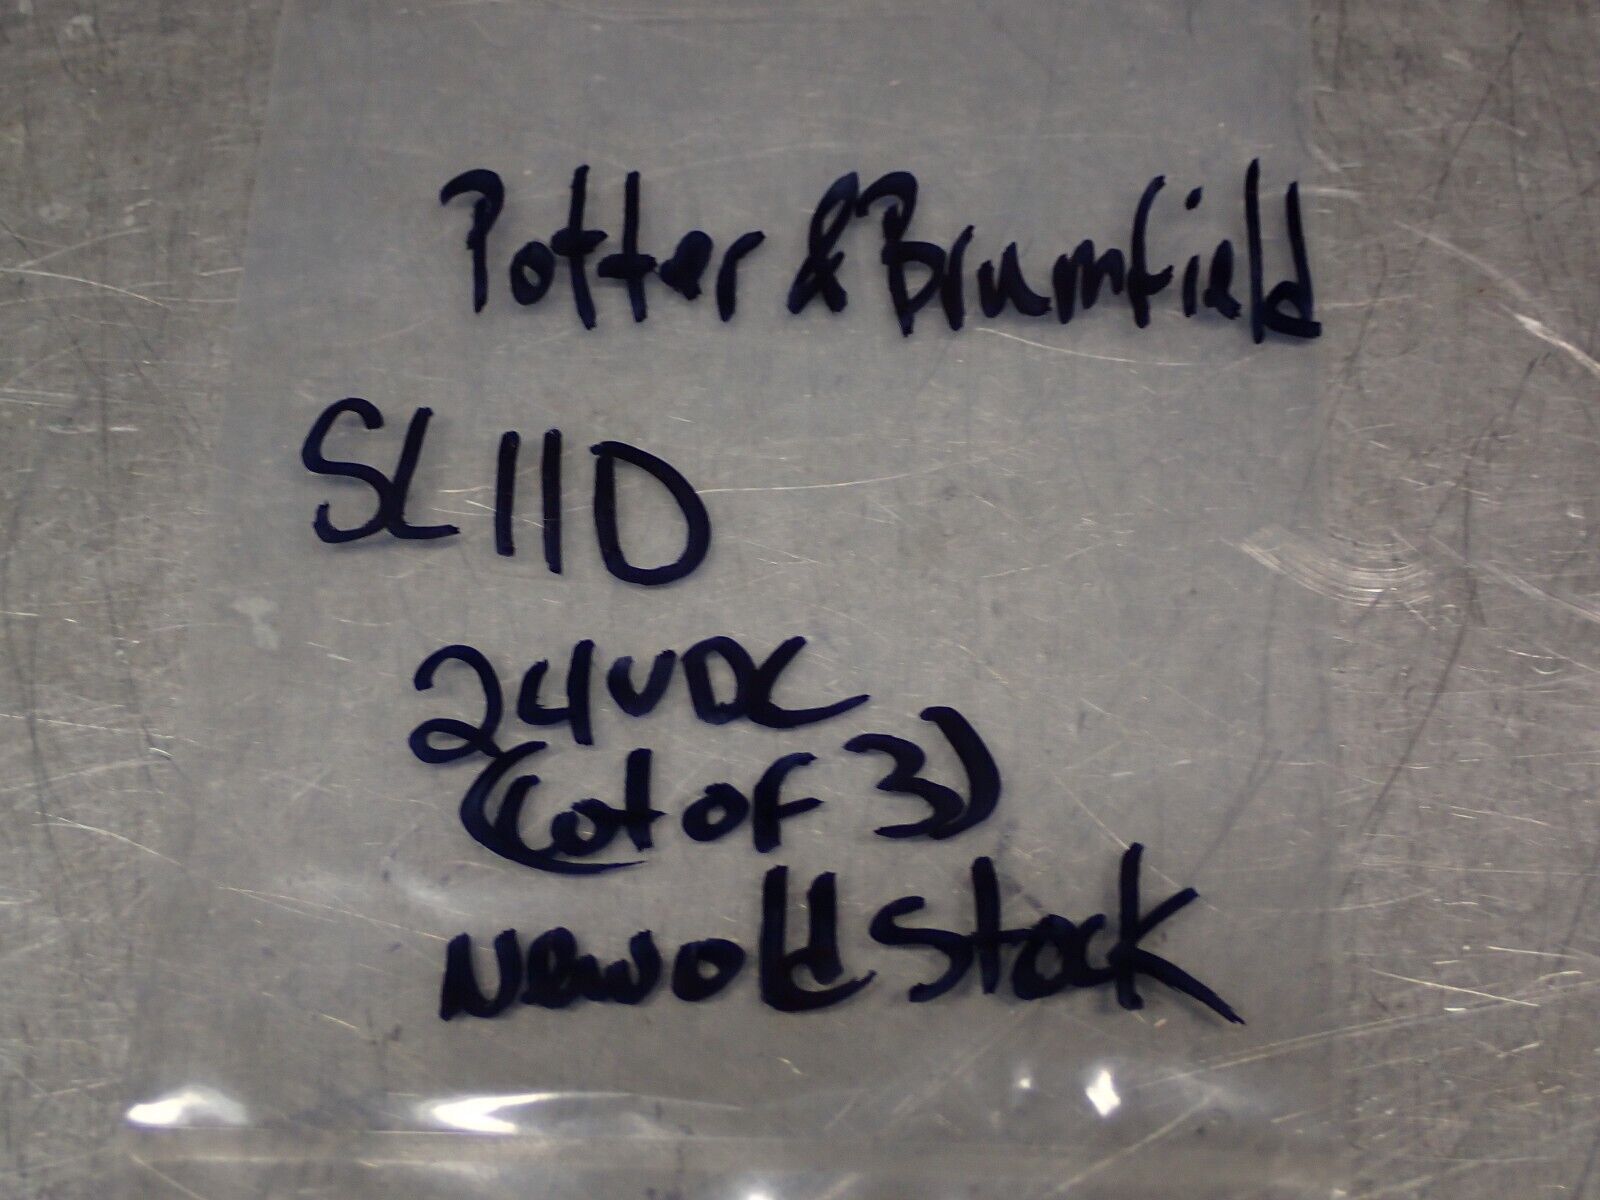 Potter & Brumfield
SL11D
24VDC
(Lot of 3)
New old Stock